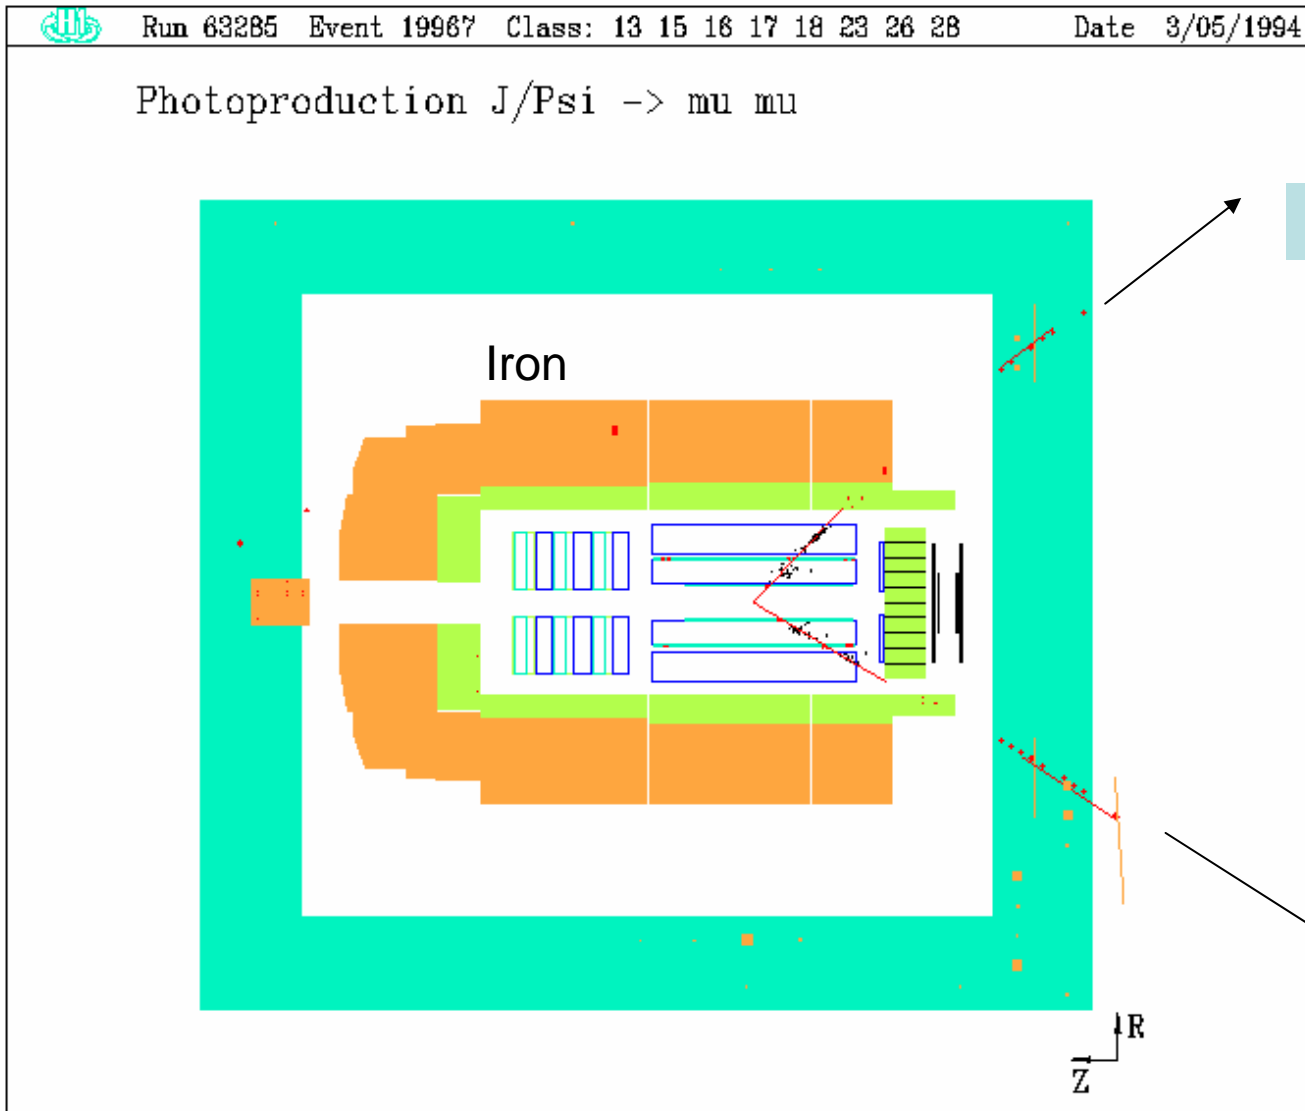 H1 Run 63285 Event 19967 Class: 13 15 16 17 18 23 26 28 Date 3/05/1994
Photoproduction J/Psi -> mu mu
Iron
R
Z